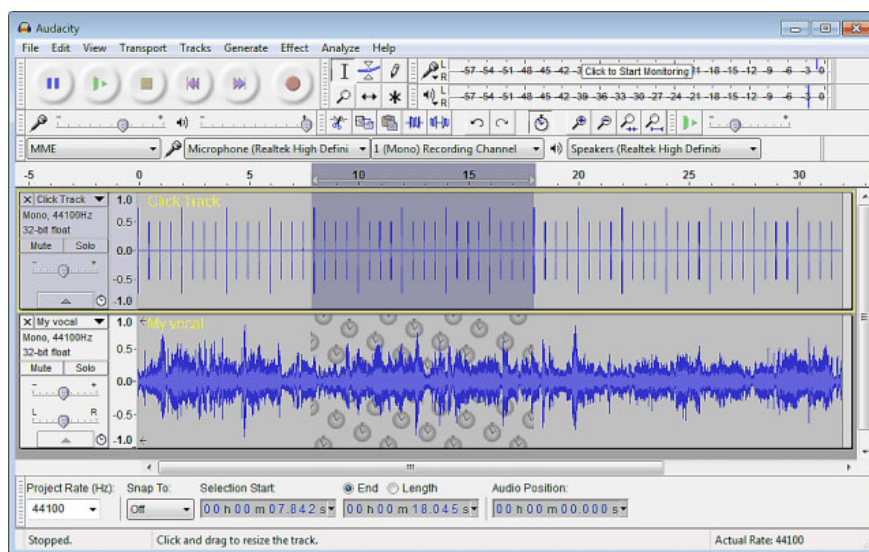 Audacity
File Edit View Transport Tracks Generate Effect Analyze Help
L R -57 -54 -51 -48 -45 -42 -3 Click to Start Monitoring 21 -18 -15 -12 -9 -6 -3 0
L R -57 -54 -51 -48 -45 -42 -39 -36 -33 -30 -27 -24 -21 -18 -15 -12 -9 -6 -3 0
MME Microphone (Realtek High Defini 1 (Mono) Recording Channel Speakers (Realtek High Definiti
-5 0 5 10 15 20 25 30
X Click Track 1.0 Click Track
Mono, 44100Hz
32-bit float 0.5
Mute Solo 0.0
- + -0.5
-1.0
X My vocal 1.0 My vocal
Mono, 44100Hz
32-bit float 0.5
Mute Solo
- + 0.0
L R -0.5
-1.0
Project Rate (Hz): Snap To: Selection Start: End Length Audio Position:
44100 Off 00 h 00 m 07.842 s 00 h 00 m 18.045 s 00 h 00 m 00.000 s
Stopped. Click and drag to resize the track. Actual Rate: 44100